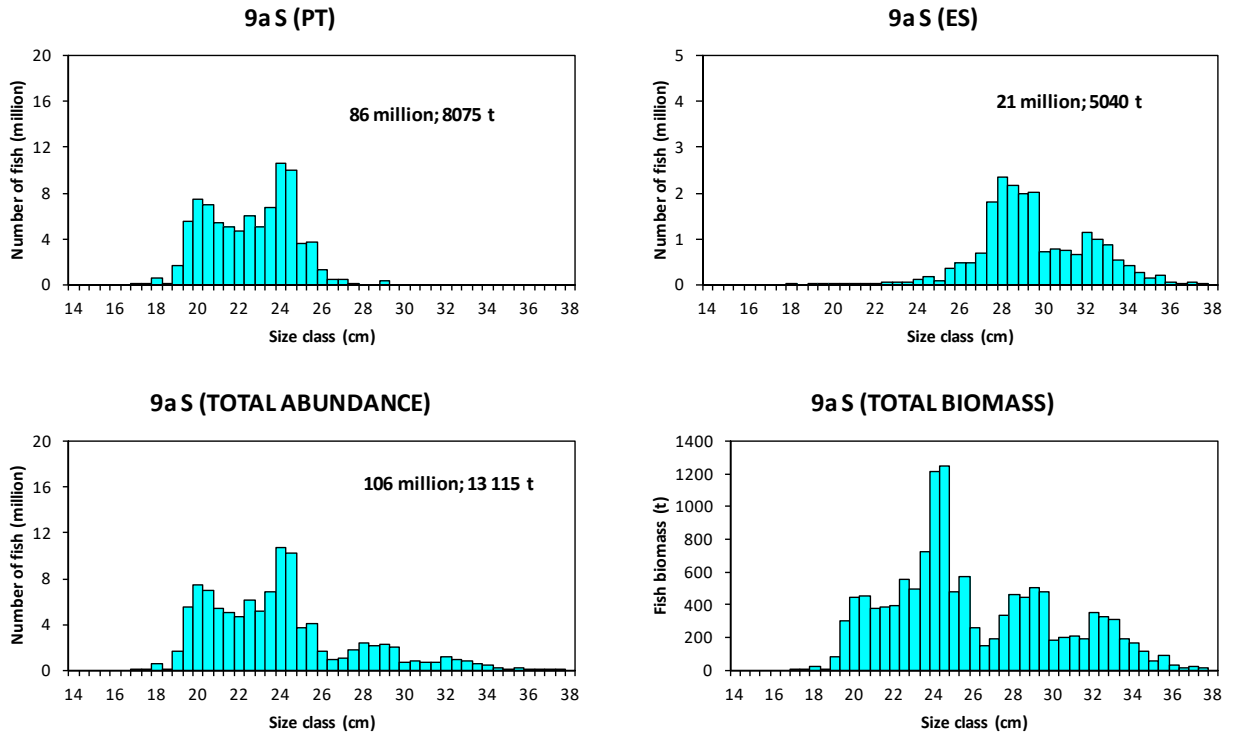 9a S (PT)
20
16
12
8
4
0
Number of fish (million)
86 million; 8075 t
14 16 18 20 22 24 26 28 30 32 34 36 38
Size class (cm)
9a S (ES)
5
4
3
2
1
0
Number of fish (million)
21 million; 5040 t
14 16 18 20 22 24 26 28 30 32 34 36 38
Size class (cm)
9a S (TOTAL ABUNDANCE)
20
16
12
8
4
0
Number of fish (million)
106 million; 13 115 t
14 16 18 20 22 24 26 28 30 32 34 36 38
Size class (cm)
9a S (TOTAL BIOMASS)
1400
1200
1000
800
600
400
200
0
Fish biomass (t)
14 16 18 20 22 24 26 28 30 32 34 36 38
Size class (cm)